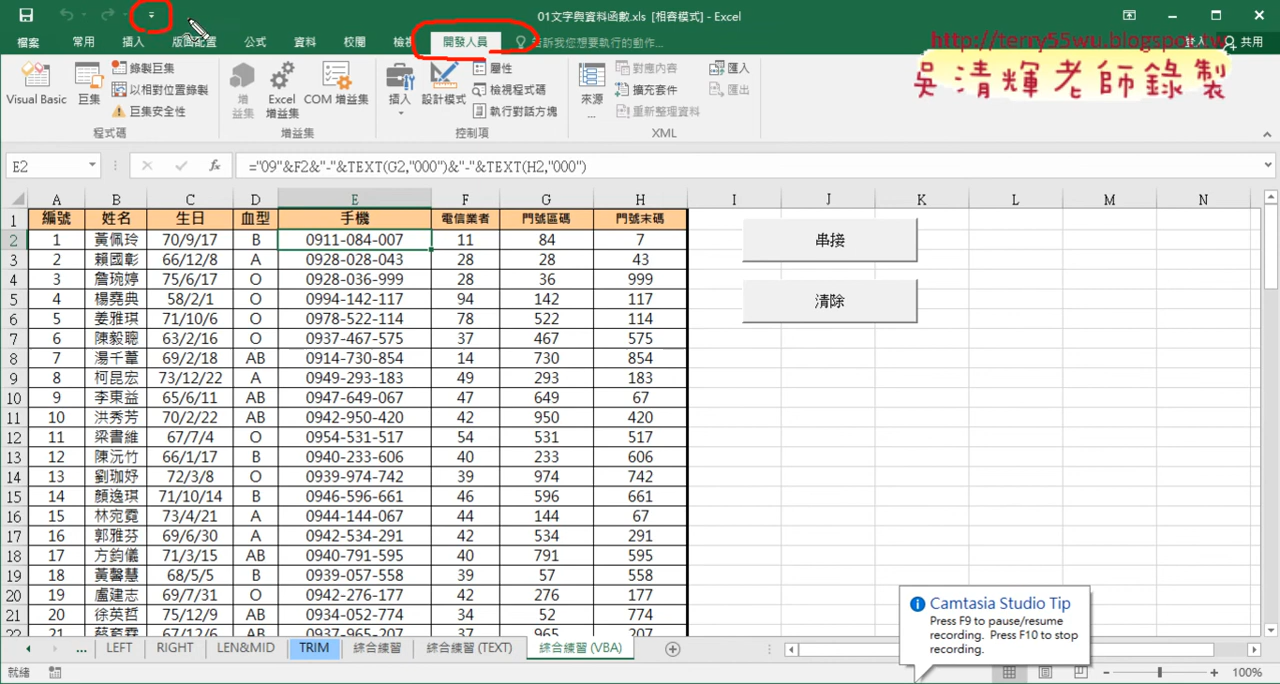 01文字與資料函數.xls [相容模式] - Excel
檔案 常用 插入 版面配置 公式 資料 校閱 檢視 開發人員 告訴我您想要執行的動作... 登入 共用
http://terry55wu.blogspot.tw
吳清輝老師錄製
Visual Basic 巨集 錄製巨集 以相對位置錄製 巨集安全性 程式碼
增益集 Excel 增益集 COM 增益集 增益集
插入 設計模式 屬性 檢視程式碼 執行對話方塊 控制項
來源... 對應內容 擴充套件 重新整理資料 匯入 匯出 XML
E2 fx ="09"&F2&"-"&TEXT(G2,"000")&"-"&TEXT(H2,"000")
A B C D E F G H I J K L M N
1 編號 姓名 生日 血型 手機 電信業者 門號區碼 門號末碼
2 1 黃佩玲 70/9/17 B 0911-084-007 11 84 7
3 2 賴國彰 66/12/8 A 0928-028-043 28 28 43
4 3 詹琬婷 75/6/17 O 0928-036-999 28 36 999
5 4 楊堯典 58/2/1 O 0994-142-117 94 142 117
6 5 姜雅琪 71/10/6 O 0978-522-114 78 522 114
7 6 陳毅聰 63/2/16 O 0937-467-575 37 467 575
8 7 湯千葦 69/2/18 AB 0914-730-854 14 730 854
9 8 柯昆宏 73/12/22 A 0949-293-183 49 293 183
10 9 李東益 65/6/11 AB 0947-649-067 47 649 67
11 10 洪秀芳 70/2/22 AB 0942-950-420 42 950 420
12 11 梁書維 67/7/4 O 0954-531-517 54 531 517
13 12 陳沅竹 66/1/17 B 0940-233-606 40 233 606
14 13 劉珈妤 72/3/8 O 0939-974-742 39 974 742
15 14 顏逸琪 71/10/14 B 0946-596-661 46 596 661
16 15 林宛霓 73/4/21 A 0944-144-067 44 144 67
17 16 郭雅芬 69/6/30 A 0942-534-291 42 534 291
18 17 方鈞儀 71/3/15 AB 0940-791-595 40 791 595
19 18 黃馨慧 68/5/5 B 0939-057-558 39 57 558
20 19 盧建志 69/7/31 O 0942-276-177 42 276 177
21 20 徐英哲 75/12/9 AB 0934-052-774 34 52 774
22 21 67/12/6 AB 0937-965-207 37 965 207
串接
清除
Camtasia Studio Tip
Press F9 to pause/resume
recording. Press F10 to stop
recording.
... LEFT RIGHT LEN&MID TRIM 綜合練習 綜合練習 (TEXT) 綜合練習 (VBA)
就緒 100%